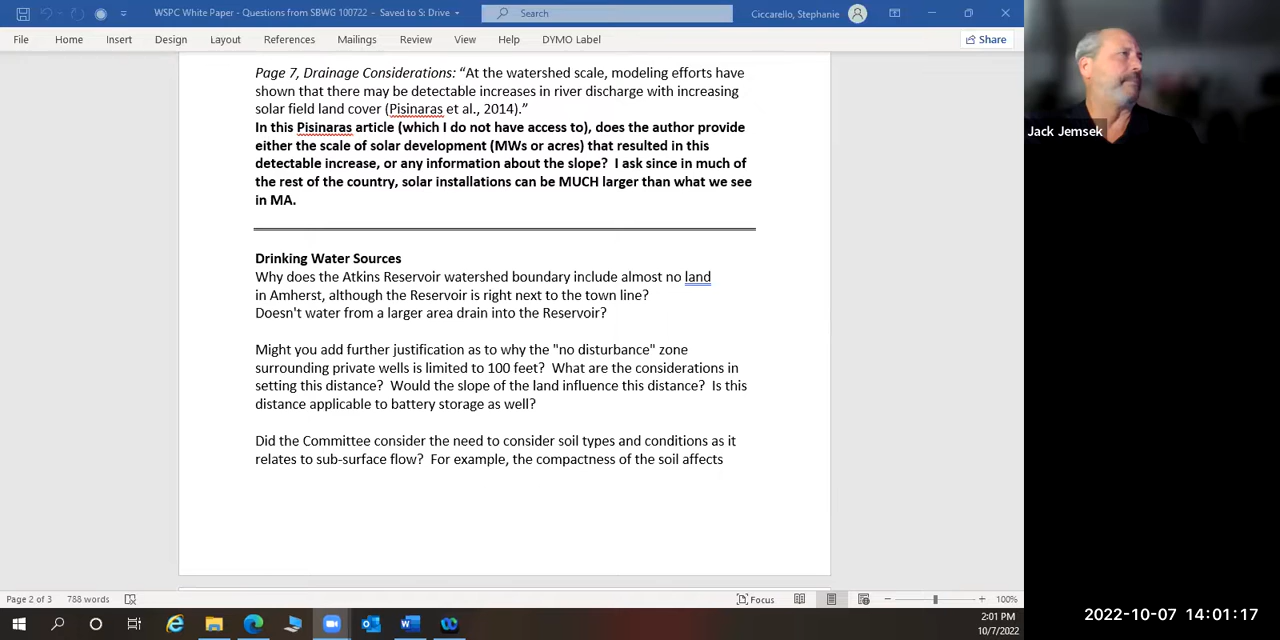 WSPC White Paper - Questions from SBWG 100722 - Saved to S: Drive
Search
Ciccarello, Stephanie
File Home Insert Design Layout References Mailings Review View Help DYMO Label
Share
Page 7, Drainage Considerations: “At the watershed scale, modeling efforts have
shown that there may be detectable increases in river discharge with increasing
solar field land cover (Pisinaras et al., 2014).”
In this Pisinaras article (which I do not have access to), does the author provide
either the scale of solar development (MWs or acres) that resulted in this
detectable increase, or any information about the slope? I ask since in much of
the rest of the country, solar installations can be MUCH larger than what we see
in MA.
Drinking Water Sources
Why does the Atkins Reservoir watershed boundary include almost no land
in Amherst, although the Reservoir is right next to the town line?
Doesn't water from a larger area drain into the Reservoir?
Might you add further justification as to why the "no disturbance" zone
surrounding private wells is limited to 100 feet? What are the considerations in
setting this distance? Would the slope of the land influence this distance? Is this
distance applicable to battery storage as well?
Did the Committee consider the need to consider soil types and conditions as it
relates to sub-surface flow? For example, the compactness of the soil affects
Page 2 of 3 788 words
Focus
100%
2:01 PM
10/7/2022
Jack Jemsek
2022-10-07 14:01:17